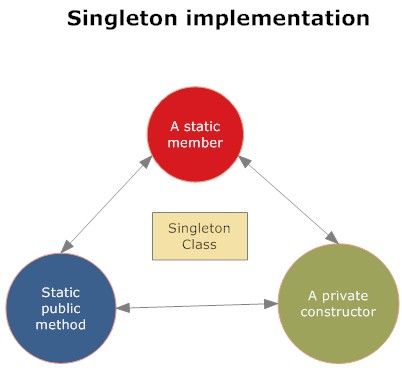 Singleton implementation
A static
member
Singleton
Class
Static
public
method
A private
constructor